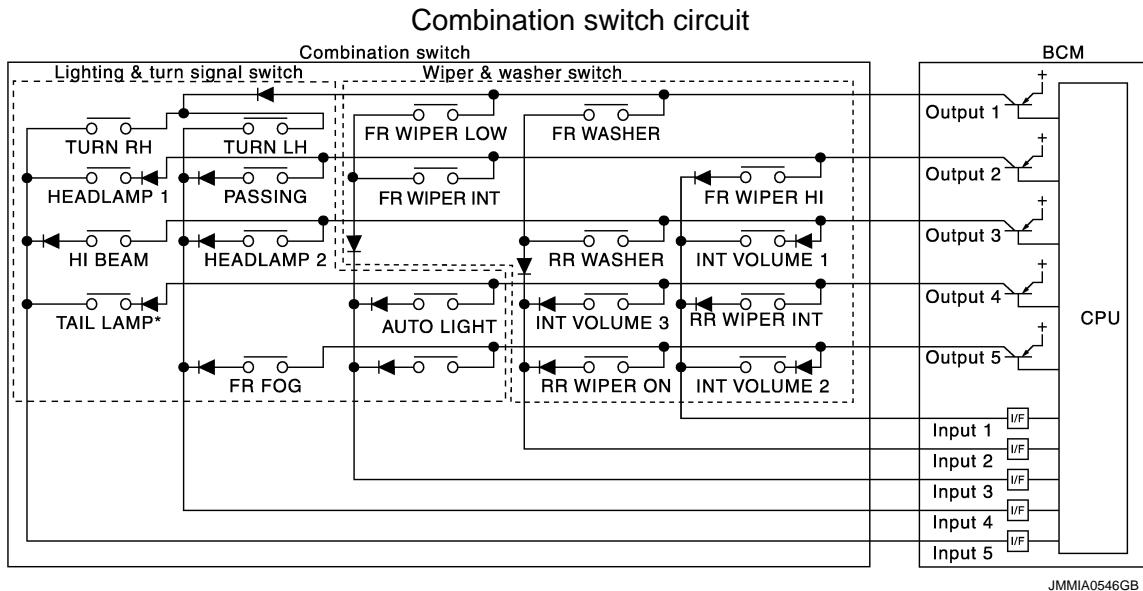 Combination switch circuit
Combination switch
BCM
Lighting & turn signal switch
Wiper & washer switch
+
Output 1
TURN RH
TURN LH
FR WIPER LOW
FR WASHER
+
Output 2
HEADLAMP 1
PASSING
FR WIPER INT
FR WIPER HI
+
Output 3
HI BEAM
HEADLAMP 2
RR WASHER
INT VOLUME 1
+
Output 4
TAIL LAMP*
AUTO LIGHT
INT VOLUME 3
RR WIPER INT
CPU
+
Output 5
FR FOG
RR WIPER ON
INT VOLUME 2
I/F
Input 1
I/F
Input 2
I/F
Input 3
I/F
Input 4
I/F
Input 5
JMMIA0546GB